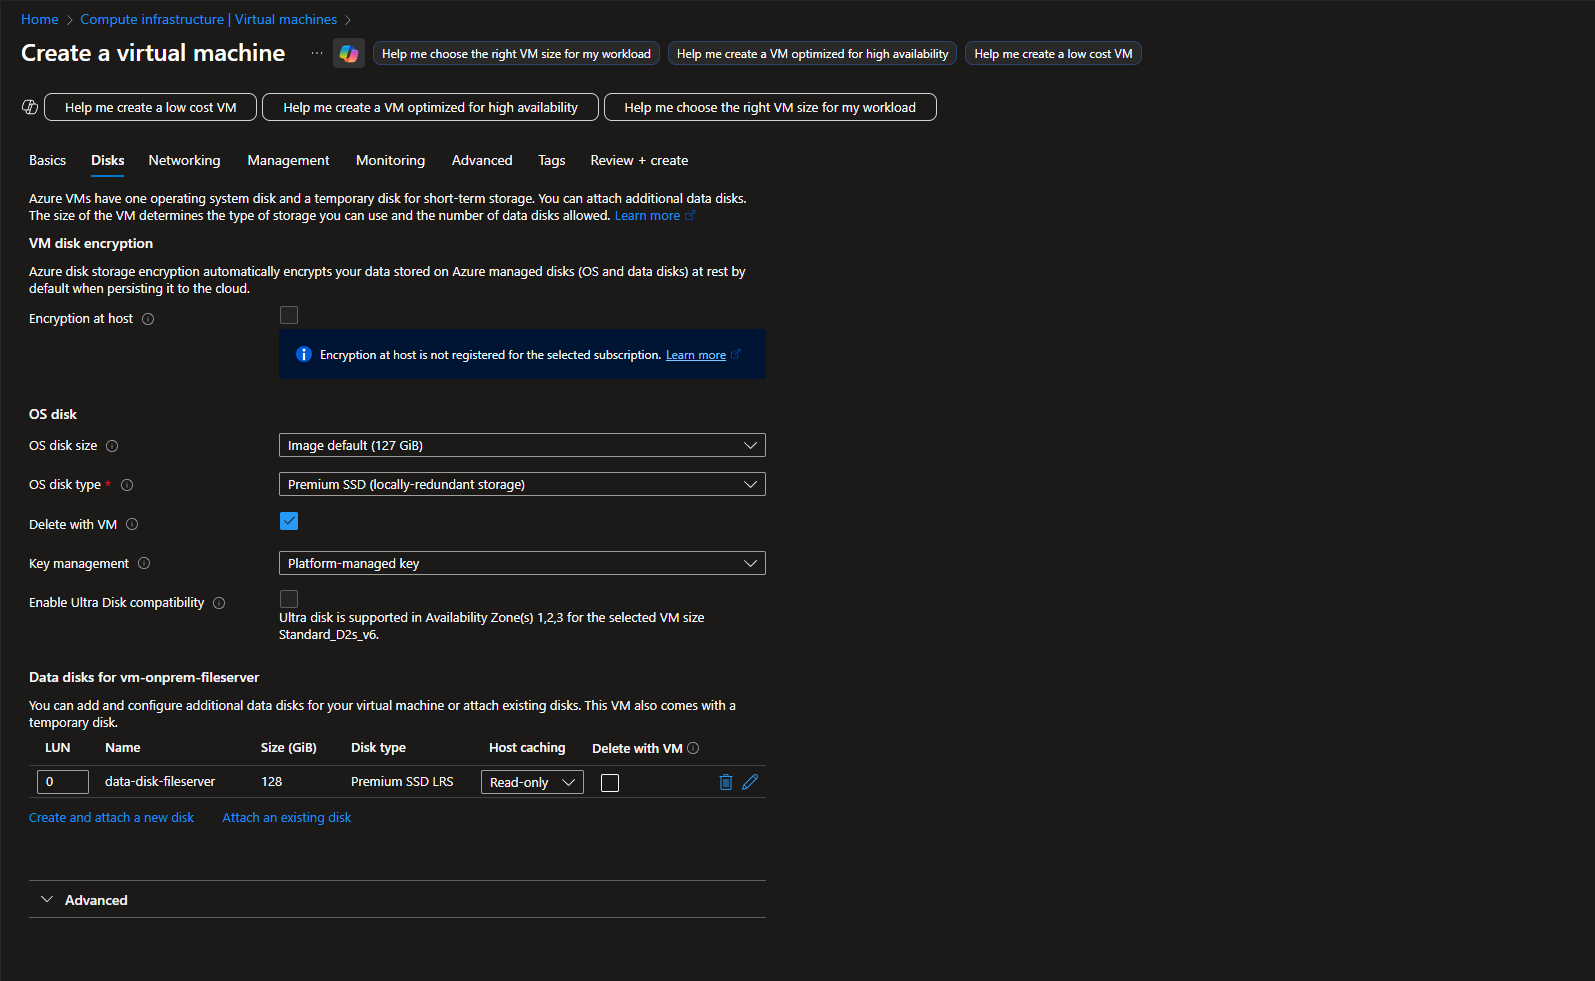 Home > Compute infrastructure | Virtual machines >
Create a virtual machine ... Help me choose the right VM size for my workload Help me create a VM optimized for high availability Help me create a low cost VM
Help me create a low cost VM Help me create a VM optimized for high availability Help me choose the right VM size for my workload
Basics Disks Networking Management Monitoring Advanced Tags Review + create
Azure VMs have one operating system disk and a temporary disk for short-term storage. You can attach additional data disks.
The size of the VM determines the type of storage you can use and the number of data disks allowed. Learn more
VM disk encryption
Azure disk storage encryption automatically encrypts your data stored on Azure managed disks (OS and data disks) at rest by
default when persisting it to the cloud.
Encryption at host
Encryption at host is not registered for the selected subscription. Learn more
OS disk
OS disk size Image default (127 GiB)
OS disk type * Premium SSD (locally-redundant storage)
Delete with VM
Key management Platform-managed key
Enable Ultra Disk compatibility
Ultra disk is supported in Availability Zone(s) 1,2,3 for the selected VM size
Standard_D2s_v6.
Data disks for vm-onprem-fileserver
You can add and configure additional data disks for your virtual machine or attach existing disks. This VM also comes with a
temporary disk.
LUN Name Size (GiB) Disk type Host caching Delete with VM
0 data-disk-fileserver 128 Premium SSD LRS Read-only
Create and attach a new disk Attach an existing disk
Advanced